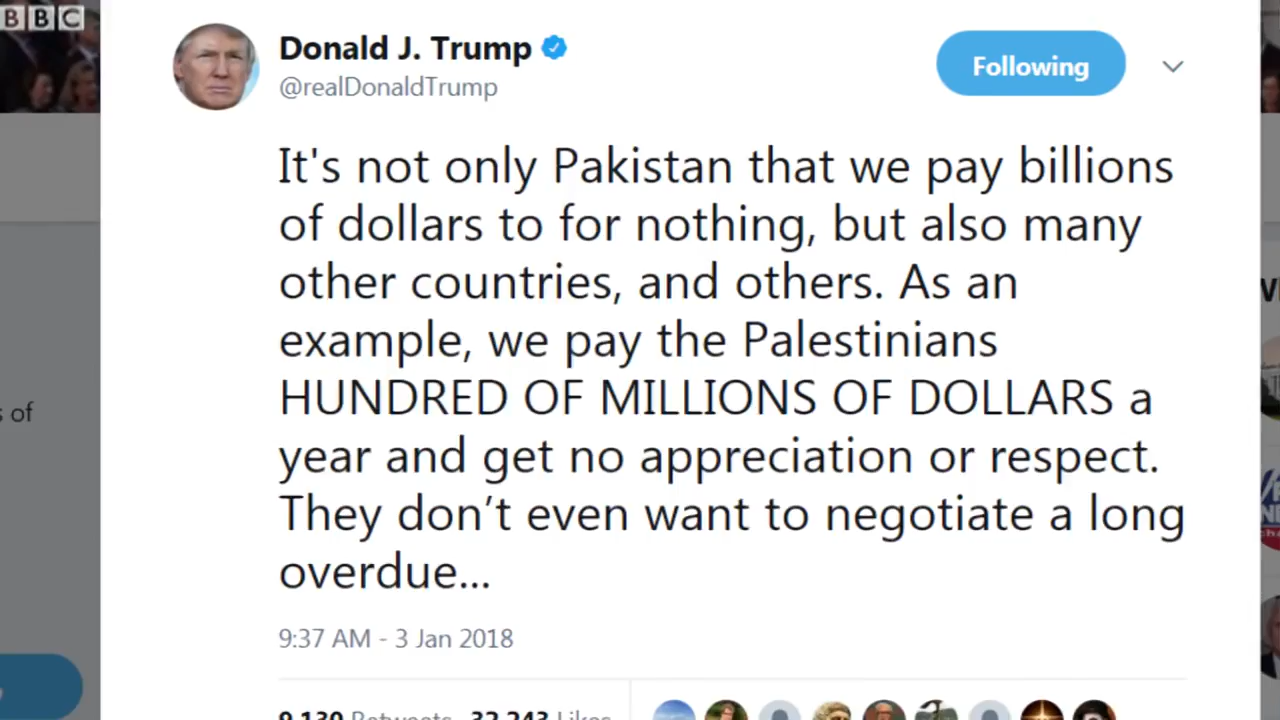 BBC
Donald J. Trump
@realDonaldTrump
Following
It's not only Pakistan that we pay billions
of dollars to for nothing, but also many
other countries, and others. As an
example, we pay the Palestinians
HUNDRED OF MILLIONS OF DOLLARS a
year and get no appreciation or respect.
They don’t even want to negotiate a long
overdue...
s of
9:37 AM - 3 Jan 2018
9,130 Retweets 32,243 Likes